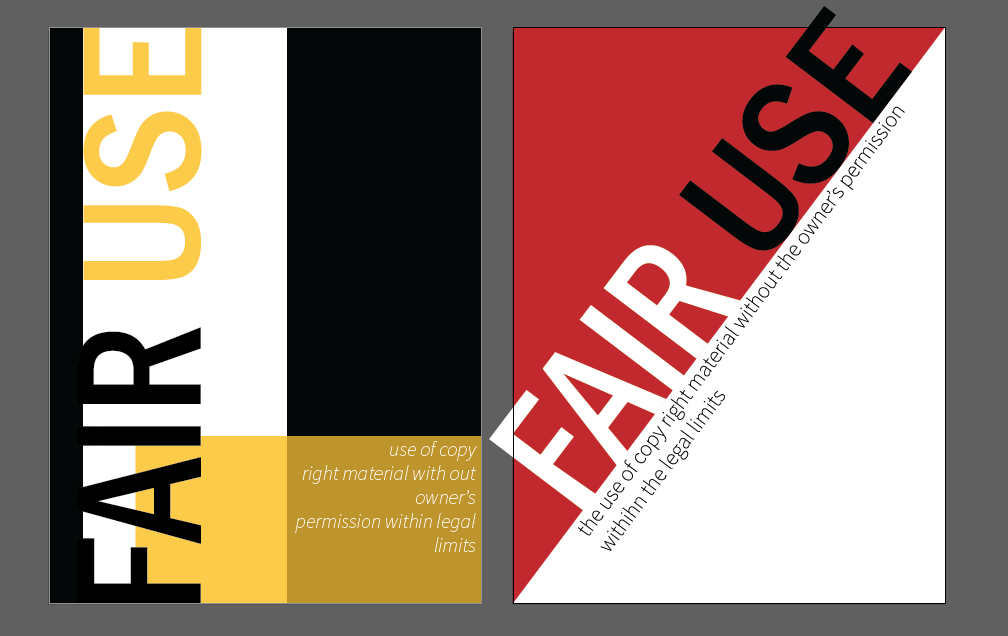 FAIR USE
use of copy
right material with out
owner's
permission within legal
limits
FAIR USE
the use of copy right material without the owner's permission
withihn the legal limits